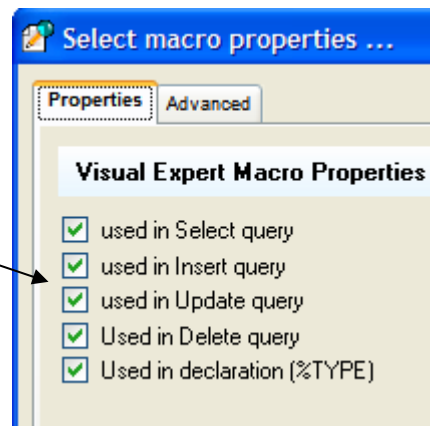 Select macro properties ...
Properties Advanced
Visual Expert Macro Properties
used in Select query
used in Insert query
used in Update query
Used in Delete query
Used in declaration (%TYPE)